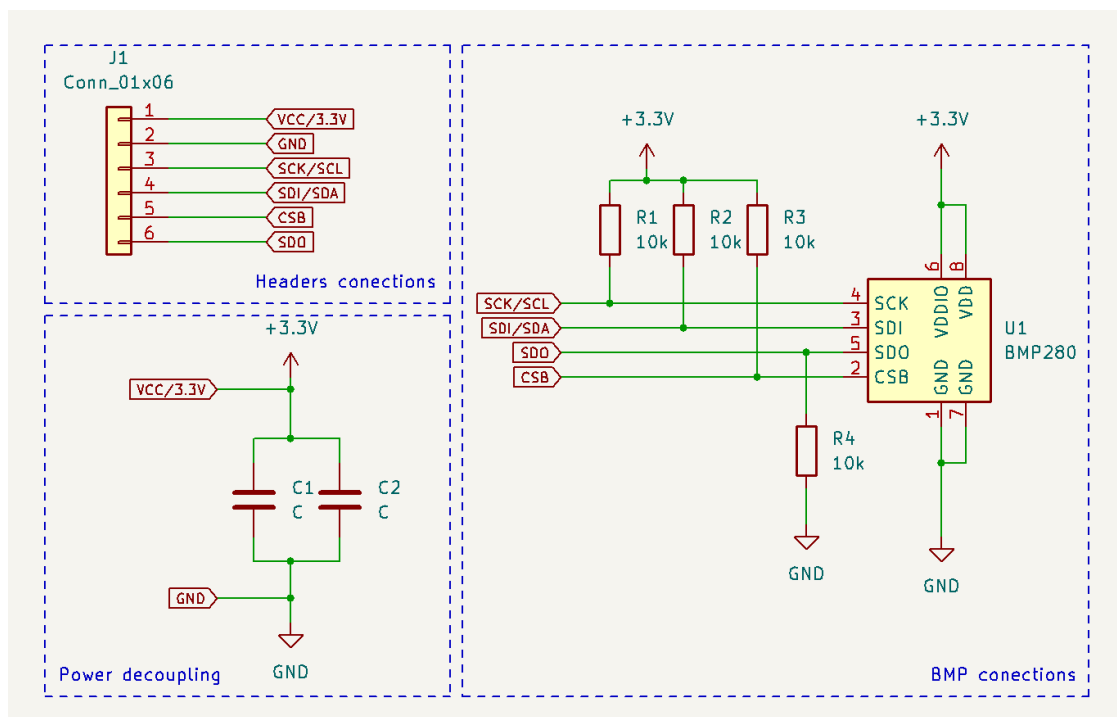 J1
Conn_01x06
1
VCC/3.3V
2
GND
3
SCK/SCL
4
SDI/SDA
5
CSB
6
SDO
Headers conections
+3.3V
VCC/3.3V
C1
C
C2
C
GND
GND
Power decoupling
+3.3V
+3.3V
R1
10k
R2
10k
R3
10k
SCK/SCL
SDI/SDA
SDO
CSB
6
8
4
SCK
3
SDI
5
SDO
2
CSB
VDDIO
VDD
GND
GND
1
7
U1
BMP280
R4
10k
GND
GND
BMP conections